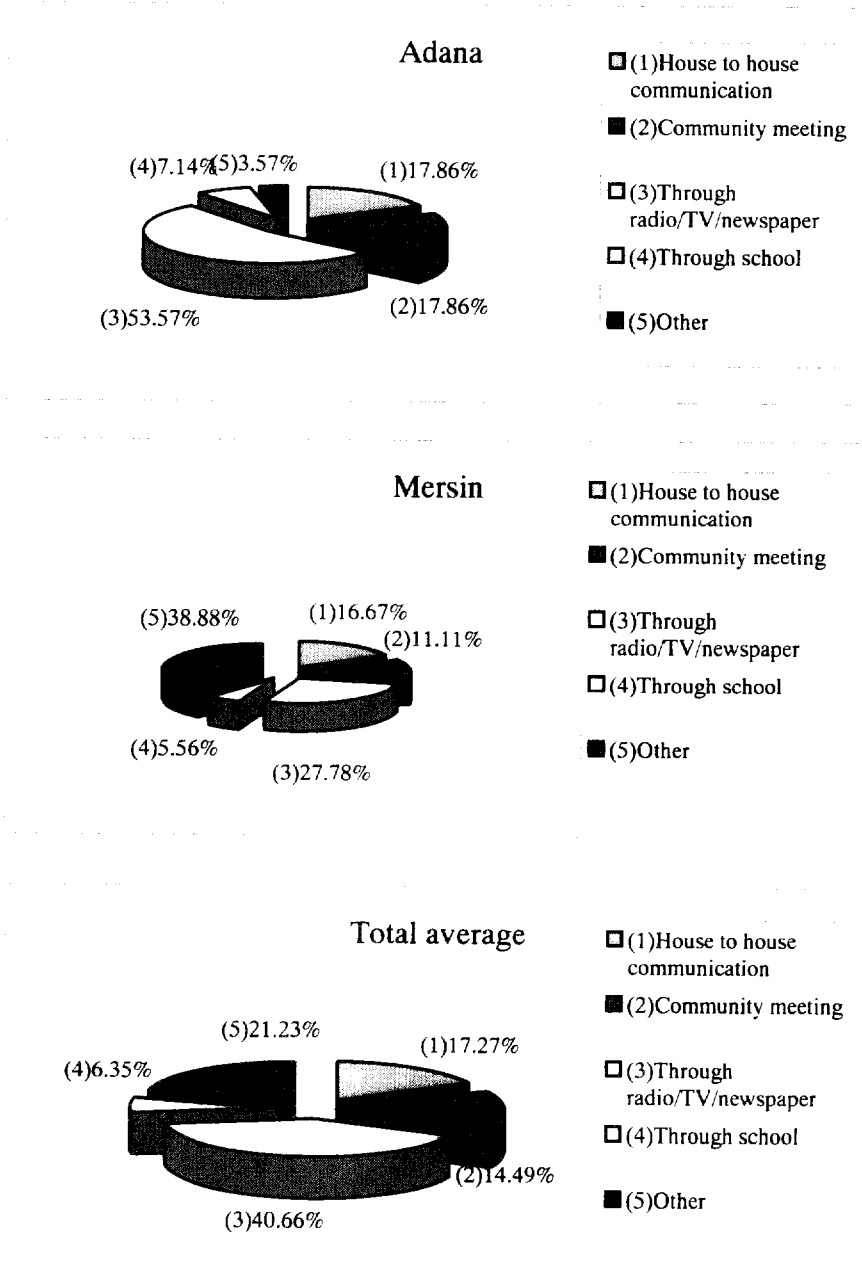 Adana
(1)House to house
communication
(2)Community meeting
(3)Through
radio/TV/newspaper
(4)Through school
(5)Other
(4)7.14%
(5)3.57%
(1)17.86%
(2)17.86%
(3)53.57%
Mersin
(1)House to house
communication
(2)Community meeting
(3)Through
radio/TV/newspaper
(4)Through school
(5)Other
(5)38.88%
(1)16.67%
(2)11.11%
(4)5.56%
(3)27.78%
Total average
(1)House to house
communication
(2)Community meeting
(3)Through
radio/TV/newspaper
(4)Through school
(5)Other
(5)21.23%
(1)17.27%
(4)6.35%
(2)14.49%
(3)40.66%